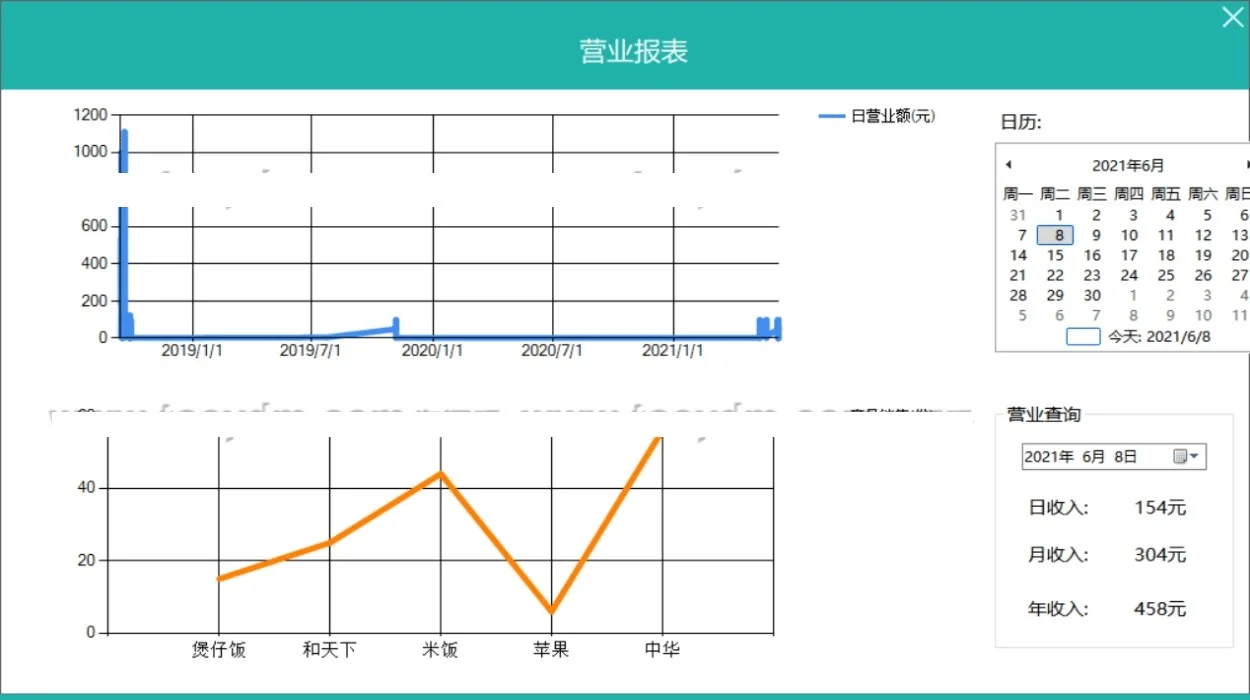 营业报表
1200
1000
600
400
200
0
2019/1/1 2019/7/1 2020/1/1 2020/7/1 2021/1/1
日营业额(元)
40
20
0
煲仔饭 和天下 米饭 苹果 中华
日历:
2021年6月
周一 周二 周三 周四 周五 周六 周日
31 1 2 3 4 5 6
7 8 9 10 11 12 13
14 15 16 17 18 19 20
21 22 23 24 25 26 27
28 29 30 1 2 3 4
5 6 7 8 9 10 11
今天: 2021/6/8
营业查询
2021年 6月 8日
日收入: 154元
月收入: 304元
年收入: 458元